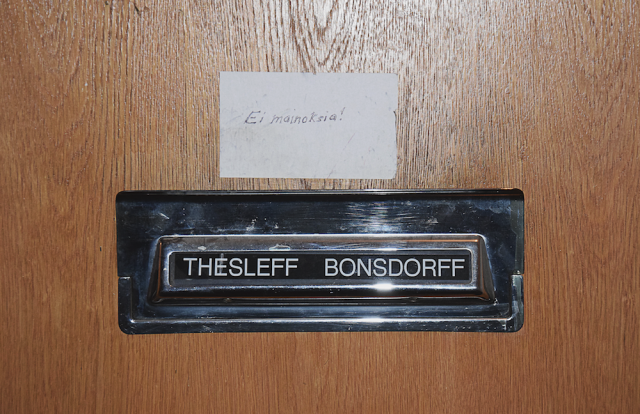 Ei mainoksia!
THESLEFF BONSDORFF